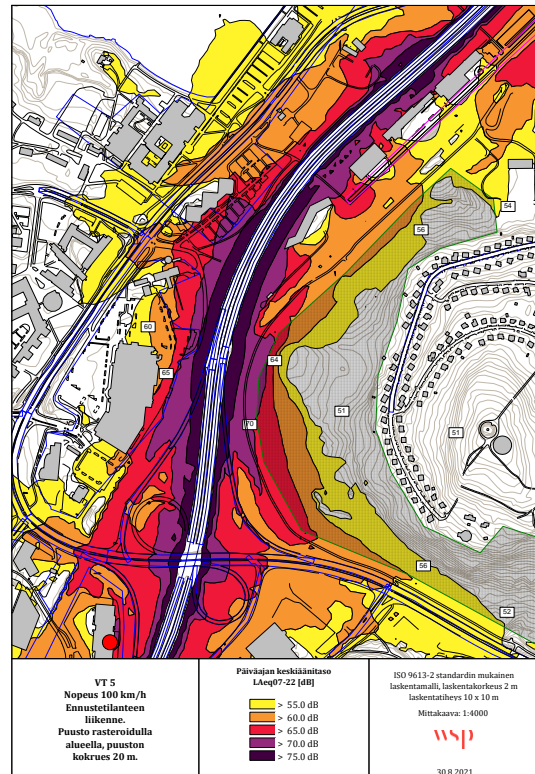 54
56
60
64
65
51
70
51
56
52
VT 5
Nopeus 100 km/h
Ennustetilanteen
liikenne.
Puusto rasteroidulla
alueella, puuston
kokrues 20 m.
Päiväajan keskiäänitaso
LAeq07-22 [dB]
> 55.0 dB
> 60.0 dB
> 65.0 dB
> 70.0 dB
> 75.0 dB
ISO 9613-2 standardin mukainen
laskentamalli, laskentakorkeus 2 m
laskentatiheys 10 x 10 m
Mittakaava: 1:4000
wsp
30.8.2021